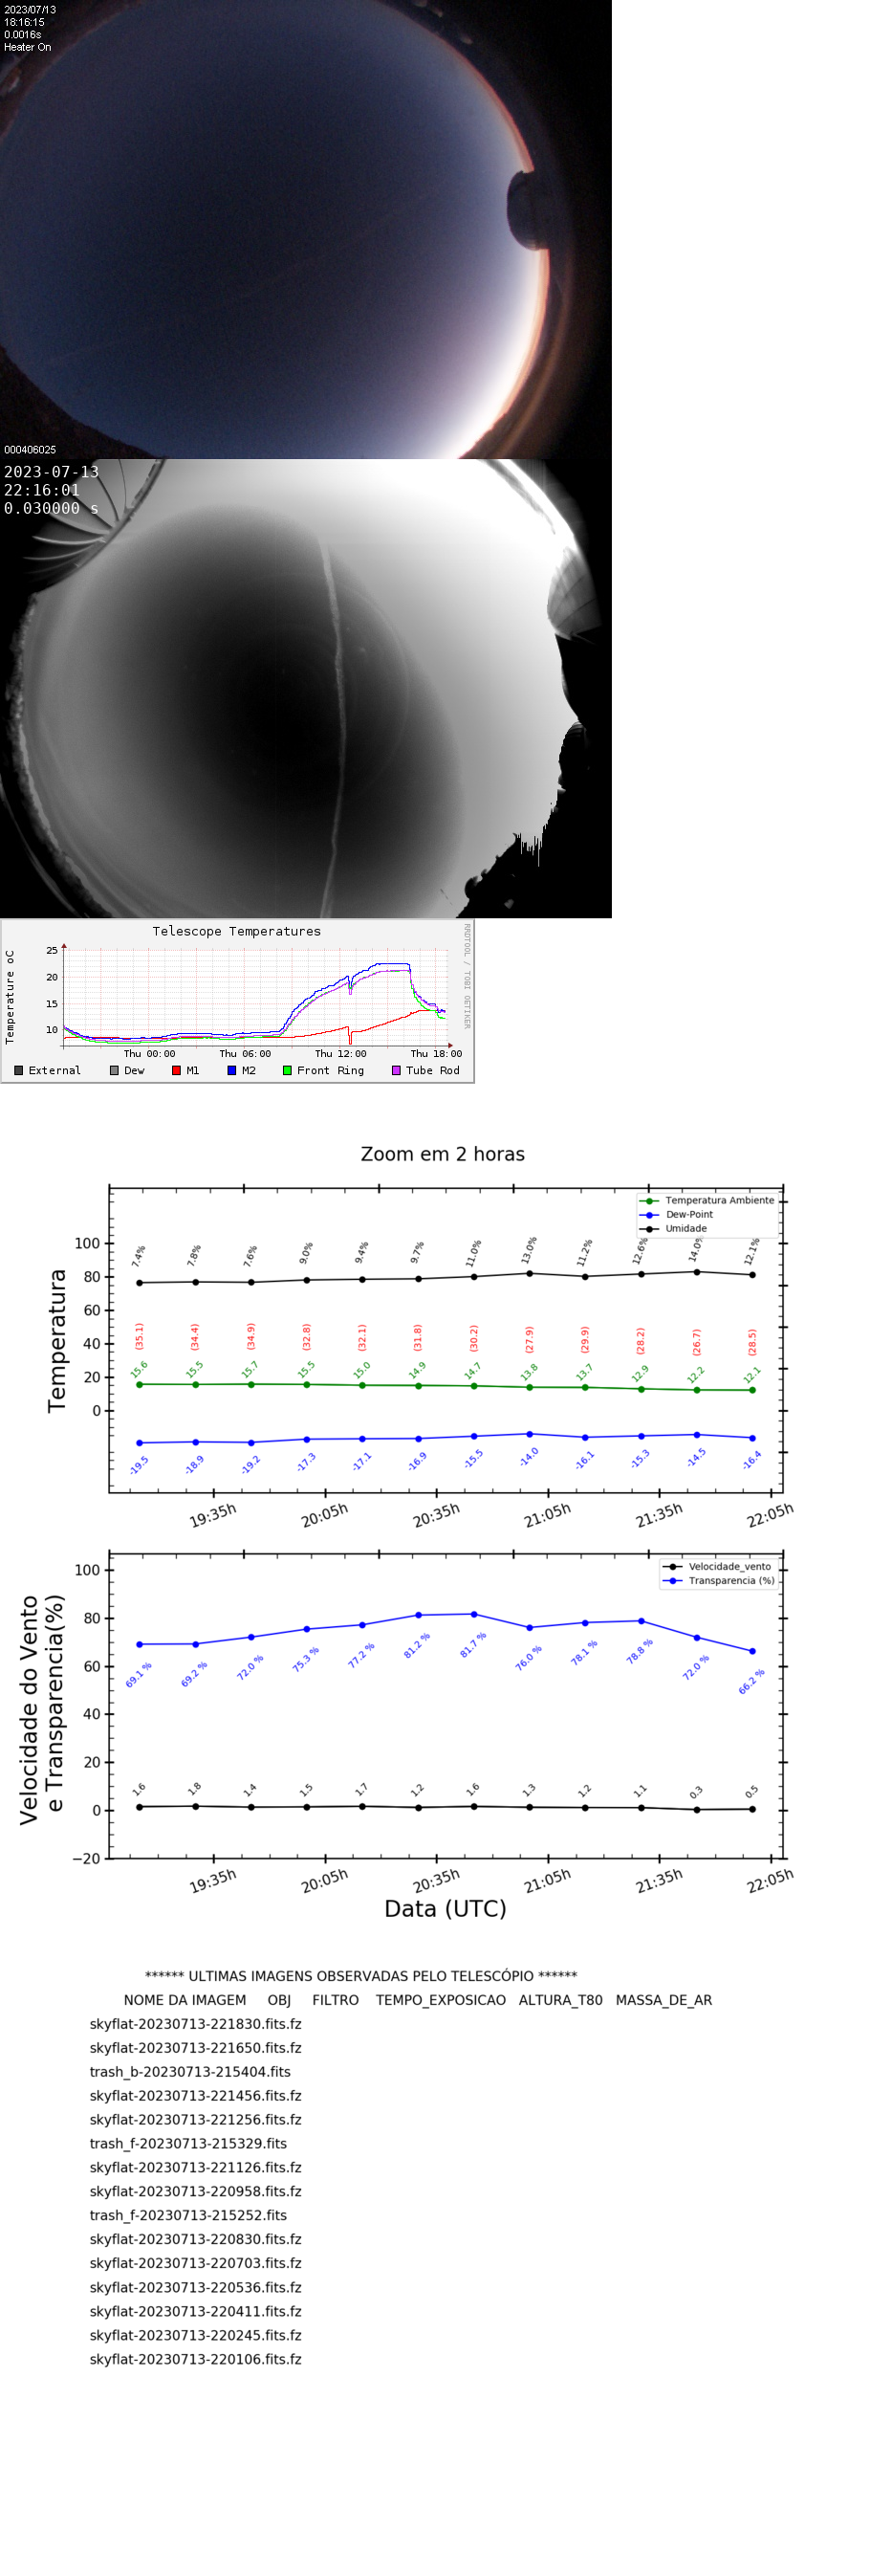 2023/07/13
18:16:15
0.0016s
Heater On
000406025
2023-07-13
22:16:01
0.030000 s
Telescope Temperatures
RRDTOOL / TOBI OETIKER
Temperature oC
25
20
15
10
Thu 00:00 Thu 06:00 Thu 12:00 Thu 18:00
External Dew M1 M2 Front Ring Tube Rod
Zoom em 2 horas
Temperatura Ambiente
Dew-Point
Umidade
Temperatura
100
80
60
40
20
0
7.4% 7.8% 7.6% 9.0% 9.4% 9.7% 11.0% 13.0% 11.2% 12.6% 14.0% 12.1%
(35.1) (34.4) (34.9) (32.8) (32.1) (31.8) (30.2) (27.9) (29.9) (28.2) (26.7) (28.5)
15.6 15.5 15.7 15.5 15.0 14.9 14.7 13.8 13.7 12.9 12.2 12.1
-19.5 -18.9 -19.2 -17.3 -17.1 -16.9 -15.5 -14.0 -16.1 -15.3 -14.5 -16.4
19:35h 20:05h 20:35h 21:05h 21:35h 22:05h
Velocidade_vento
Transparencia (%)
Velocidade do Vento
e Transparencia(%)
100
80
60
40
20
0
−20
69.1 % 69.2 % 72.0 % 75.3 % 77.2 % 81.2 % 81.7 % 76.0 % 78.1 % 78.8 % 72.0 % 66.2 %
1.6 1.8 1.4 1.5 1.7 1.2 1.6 1.3 1.2 1.1 0.3 0.5
19:35h 20:05h 20:35h 21:05h 21:35h 22:05h
Data (UTC)
****** ULTIMAS IMAGENS OBSERVADAS PELO TELESCÓPIO ******
NOME DA IMAGEM OBJ FILTRO TEMPO_EXPOSICAO ALTURA_T80 MASSA_DE_AR
skyflat-20230713-221830.fits.fz
skyflat-20230713-221650.fits.fz
trash_b-20230713-215404.fits
skyflat-20230713-221456.fits.fz
skyflat-20230713-221256.fits.fz
trash_f-20230713-215329.fits
skyflat-20230713-221126.fits.fz
skyflat-20230713-220958.fits.fz
trash_f-20230713-215252.fits
skyflat-20230713-220830.fits.fz
skyflat-20230713-220703.fits.fz
skyflat-20230713-220536.fits.fz
skyflat-20230713-220411.fits.fz
skyflat-20230713-220245.fits.fz
skyflat-20230713-220106.fits.fz